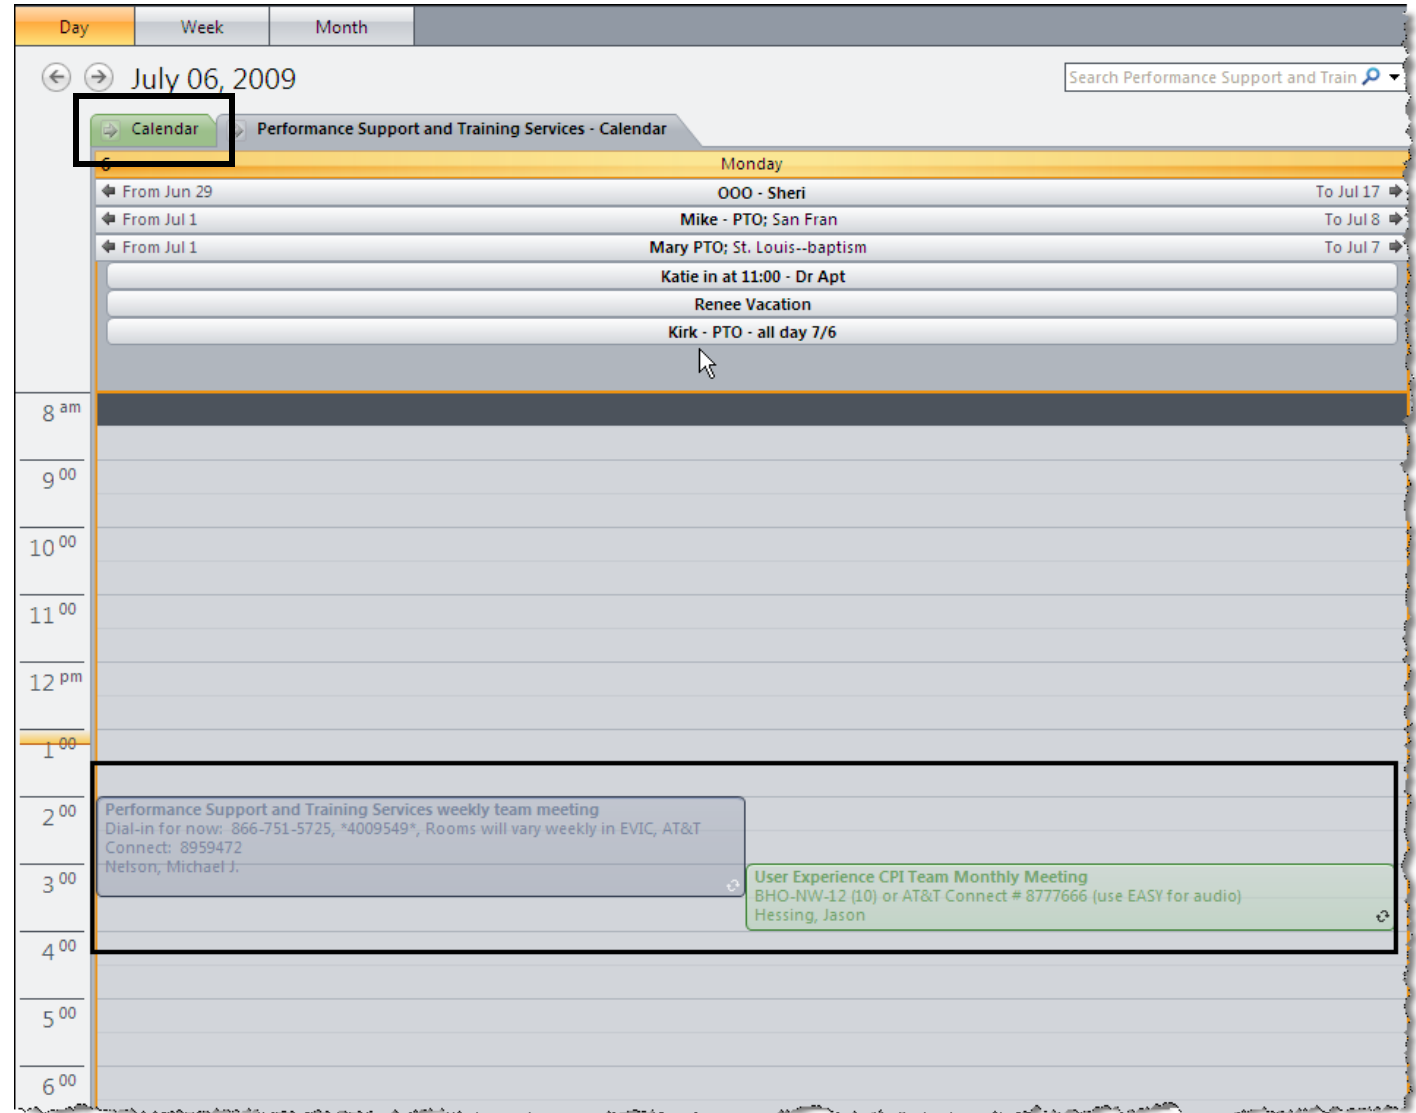 Day Week Month
July 06, 2009 Search Performance Support and Train
Calendar Performance Support and Training Services - Calendar
6 Monday
From Jun 29 OOO - Sheri To Jul 17
From Jul 1 Mike - PTO; San Fran To Jul 8
From Jul 1 Mary PTO; St. Louis--baptism To Jul 7
Katie in at 11:00 - Dr Apt
Renee Vacation
Kirk - PTO - all day 7/6
8 am
9 00
10 00
11 00
12 pm
1 00
2 00 Performance Support and Training Services weekly team meeting
Dial-in for now: 866-751-5725, *4009549*, Rooms will vary weekly in EVIC, AT&T
Connect: 8959472
Nelson, Michael J.
3 00 User Experience CPI Team Monthly Meeting
BHO-NW-12 (10) or AT&T Connect # 8777666 (use EASY for audio)
Hessing, Jason
4 00
5 00
6 00